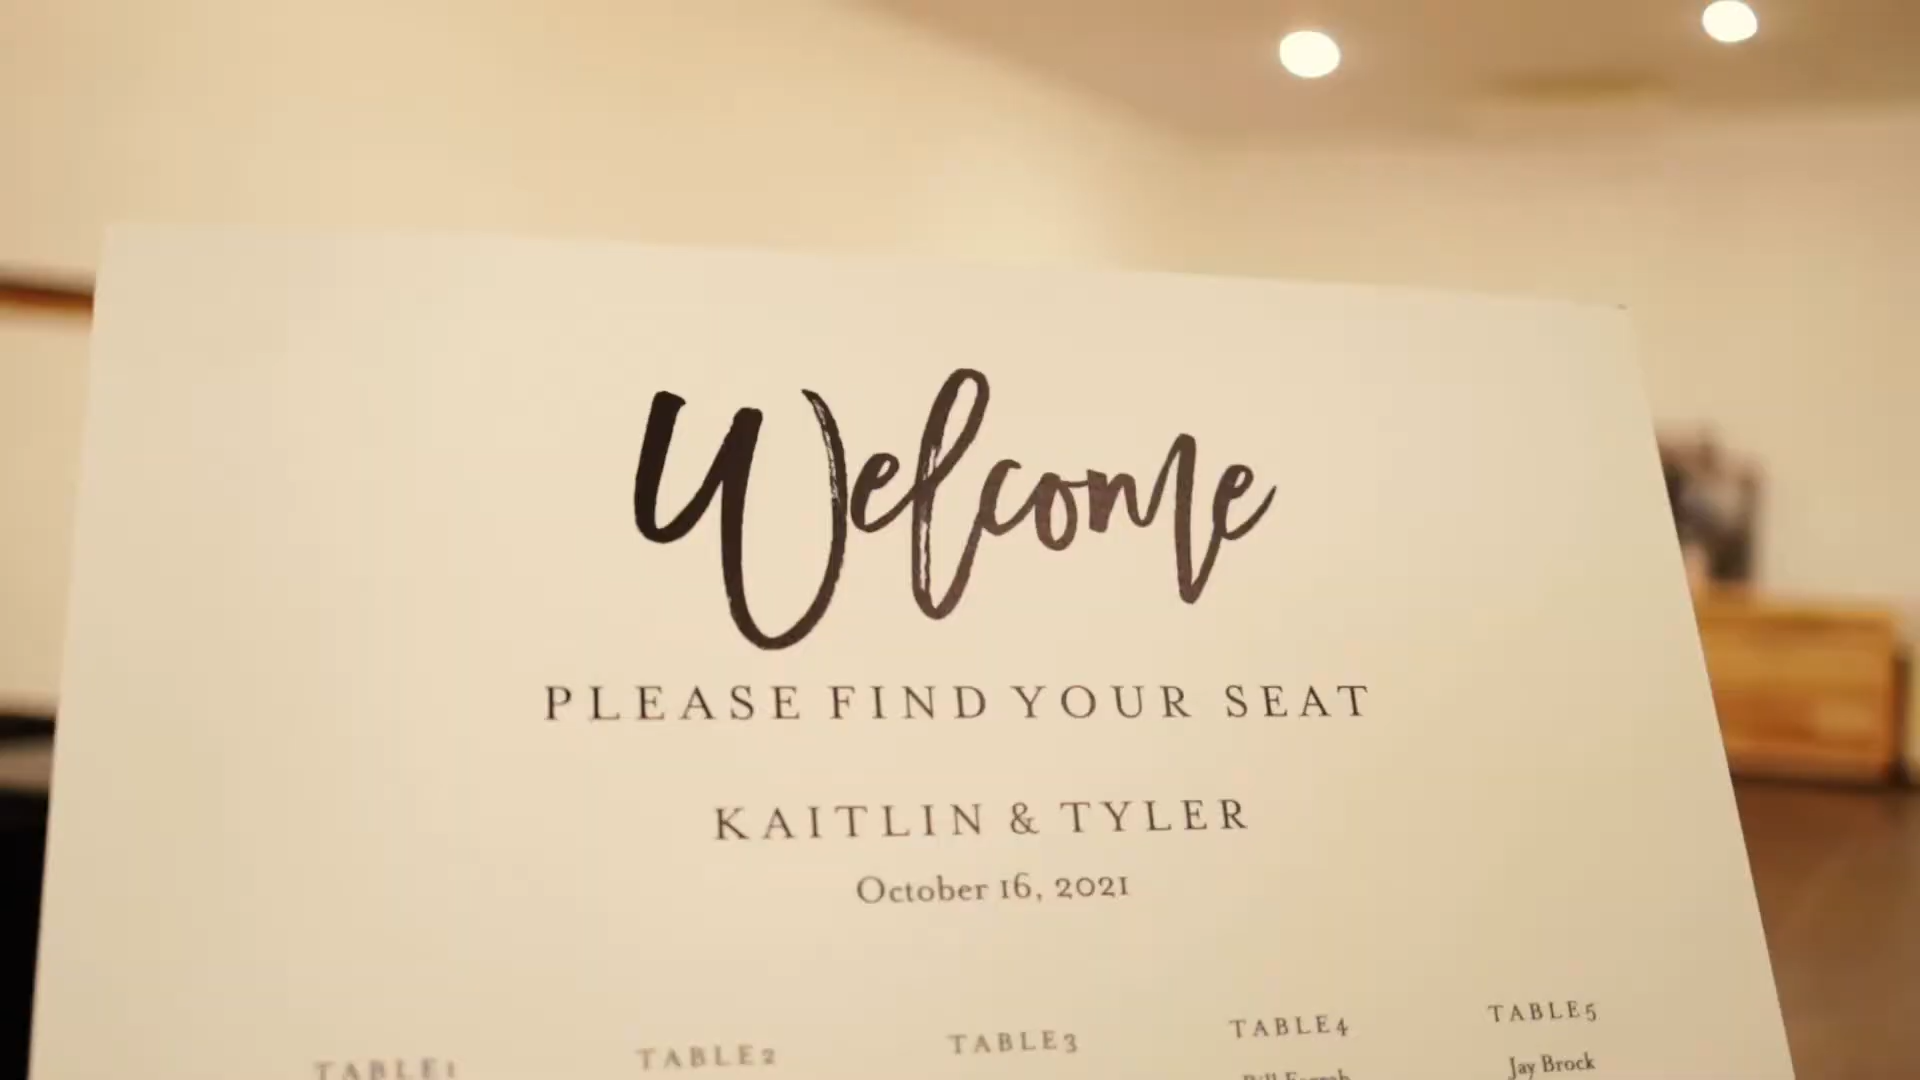 Welcome
PLEASE FIND YOUR SEAT
KAITLIN & TYLER
October 16, 2021
TABLE 1
TABLE 2
TABLE 3
TABLE 4
TABLE 5
Jay Brock